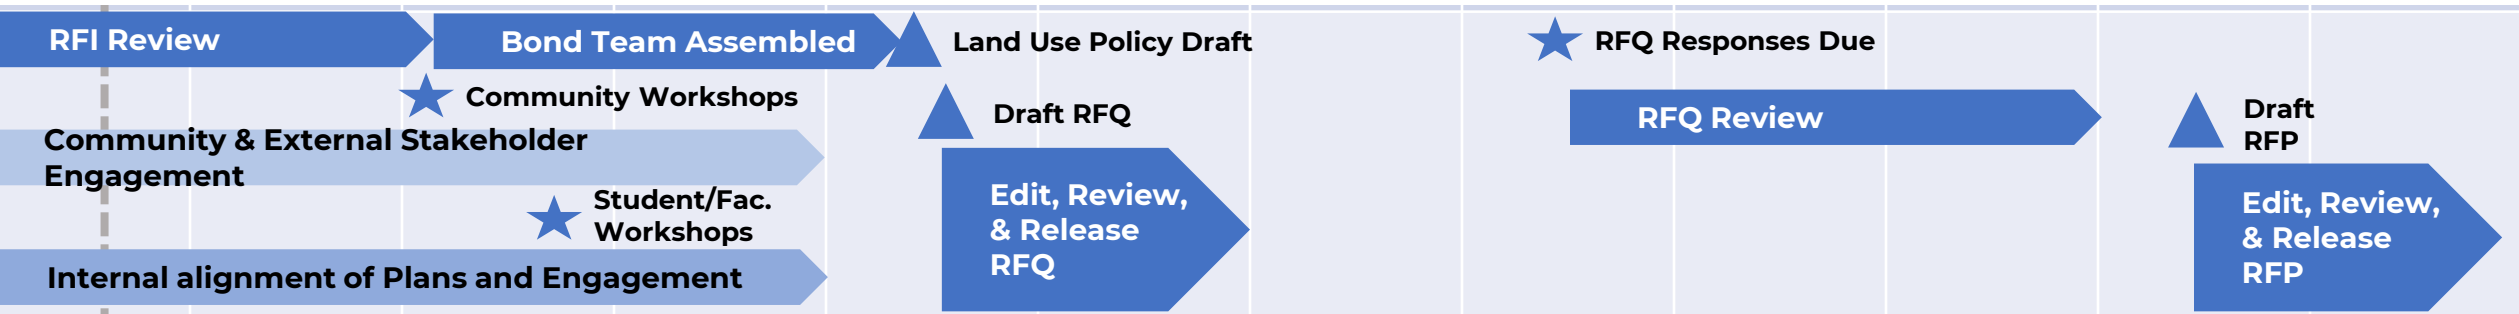 RFI Review
Bond Team Assembled
Land Use Policy Draft
RFQ Responses Due
Community Workshops
Draft RFQ
RFQ Review
Draft
RFP
Community & External Stakeholder
Engagement
Student/Fac.
Workshops
Edit, Review,
& Release
RFQ
Edit, Review,
& Release
RFP
Internal alignment of Plans and Engagement